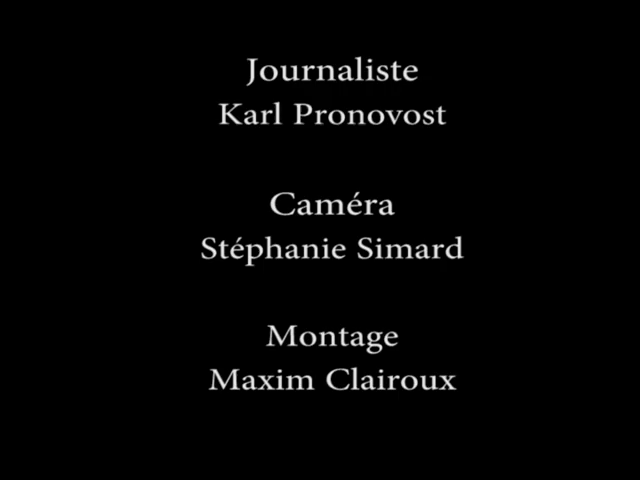 Journaliste
Karl Pronovost
Caméra
Stéphanie Simard
Montage
Maxim Clairoux